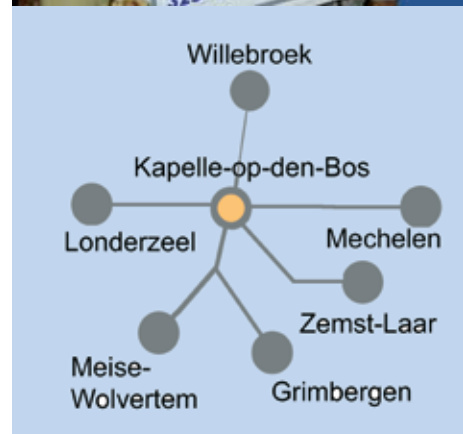 Willebroek
Kapelle-op-den-Bos
Londerzeel
Mechelen
Zemst-Laar
Meise-
Wolvertem
Grimbergen